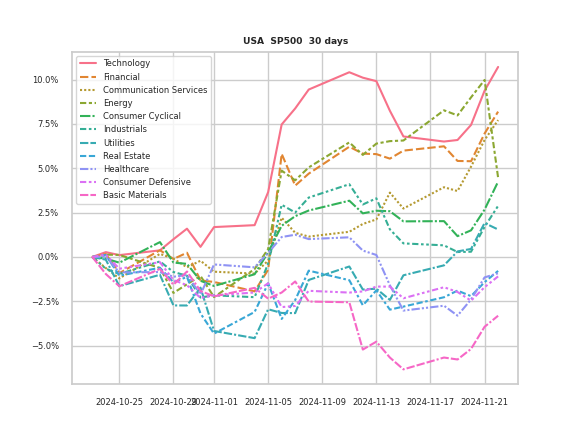 USA SP500 30 days
10.0%
7.5%
5.0%
2.5%
0.0%
−2.5%
−5.0%
Technology
Financial
Communication Services
Energy
Consumer Cyclical
Industrials
Utilities
Real Estate
Healthcare
Consumer Defensive
Basic Materials
2024-10-25 2024-10-29 2024-11-01 2024-11-05 2024-11-09 2024-11-13 2024-11-17 2024-11-21